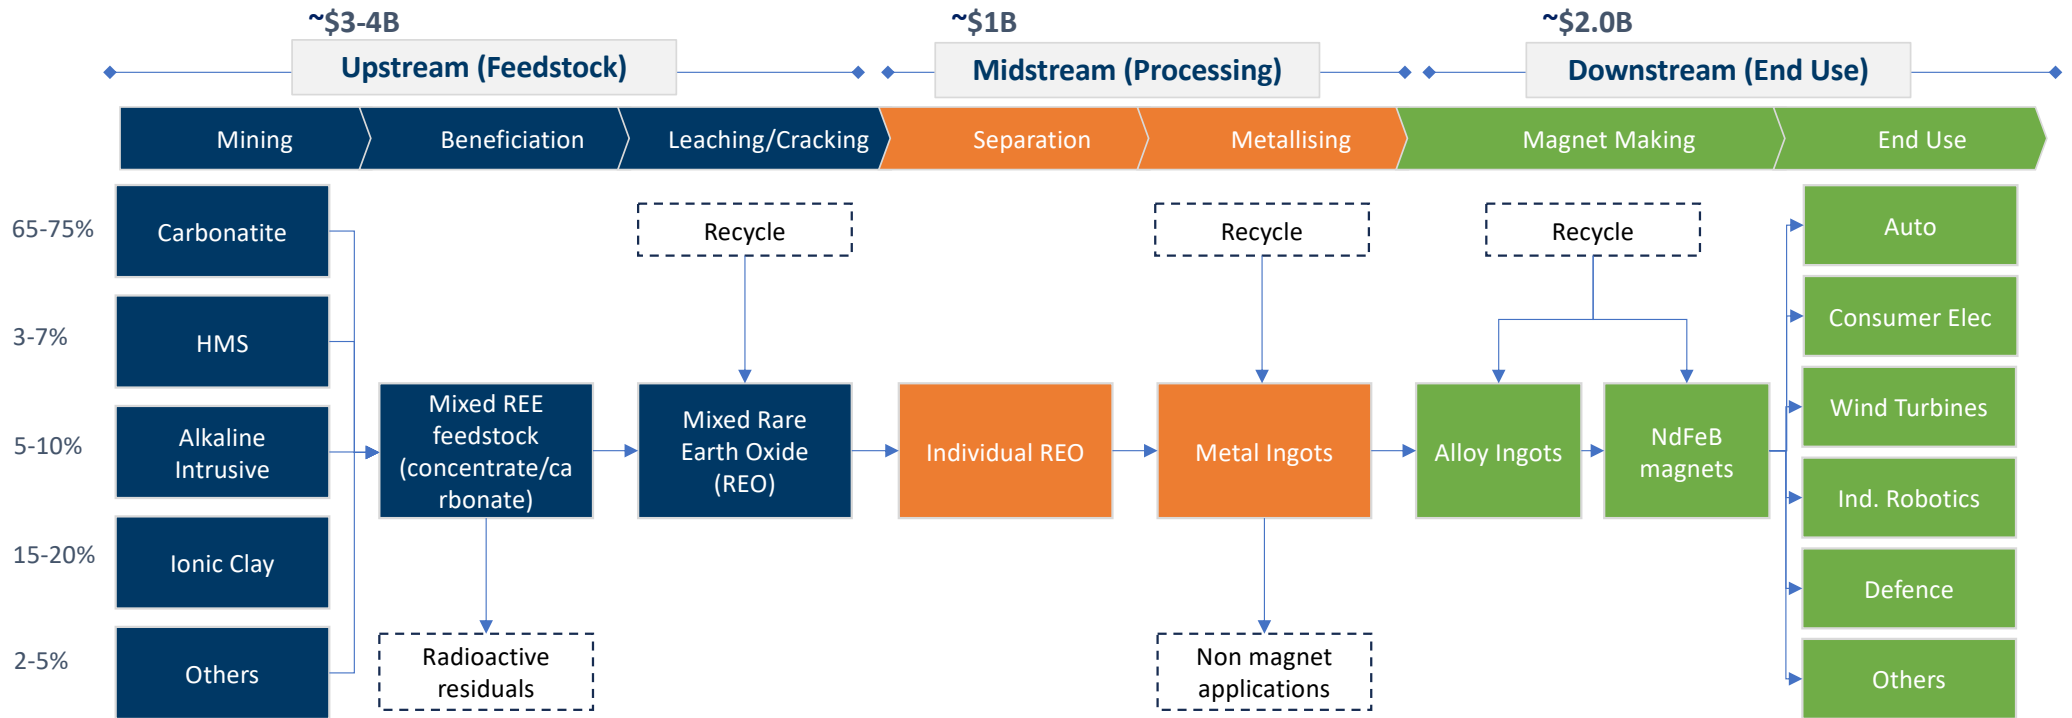 ~$3-4B
~$1B
~$2.0B
Upstream (Feedstock)
Midstream (Processing)
Downstream (End Use)
Mining
Beneficiation
Leaching/Cracking
Separation
Metallising
Magnet Making
End Use
65-75%
Carbonatite
3-7%
HMS
5-10%
Alkaline
Intrusive
15-20%
Ionic Clay
2-5%
Others
Mixed REE
feedstock
(concentrate/ca
rbonate)
Radioactive
residuals
Recycle
Mixed Rare
Earth Oxide
(REO)
Individual REO
Recycle
Metal Ingots
Non magnet
applications
Recycle
Alloy Ingots
NdFeB
magnets
Auto
Consumer Elec
Wind Turbines
Ind. Robotics
Defence
Others